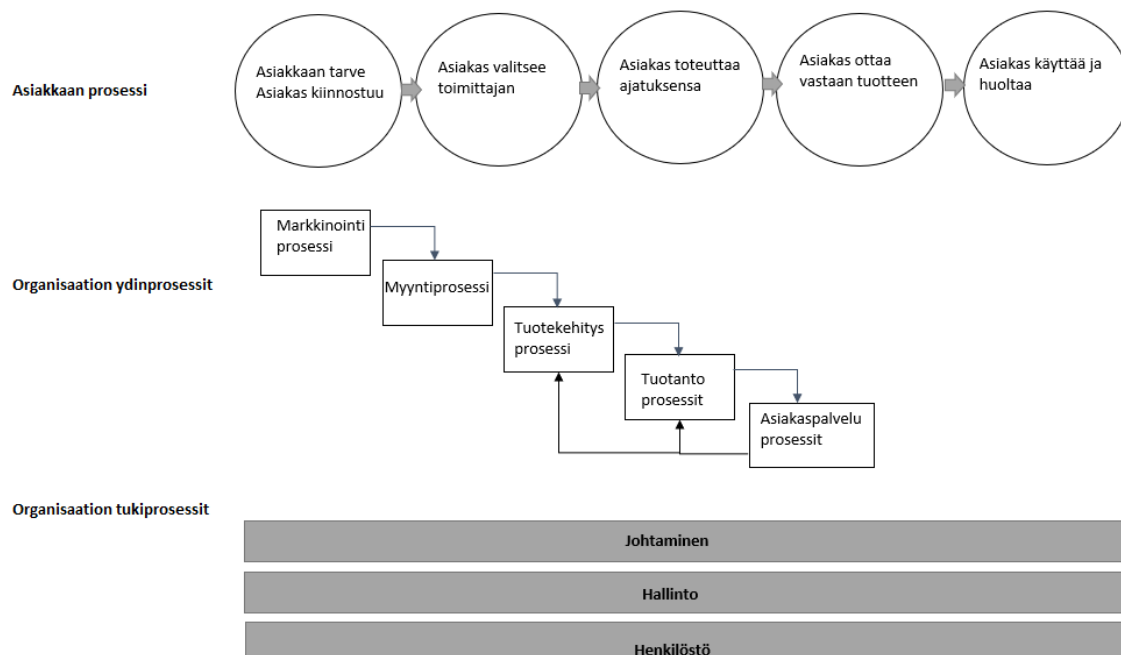 Asiakkaan prosessi
Asiakkaan tarve
Asiakas kiinnostuu
Asiakas valitsee
toimittajan
Asiakas toteuttaa
ajatuksensa
Asiakas ottaa
vastaan tuotteen
Asiakas käyttää ja
huoltaa
Organisaation ydinprosessit
Markkinointi
prosessi
Myyntiprosessi
Tuotekehitys
prosessi
Tuotanto
prosessit
Asiakaspalvelu
prosessit
Organisaation tukiprosessit
Johtaminen
Hallinto
Henkilöstö